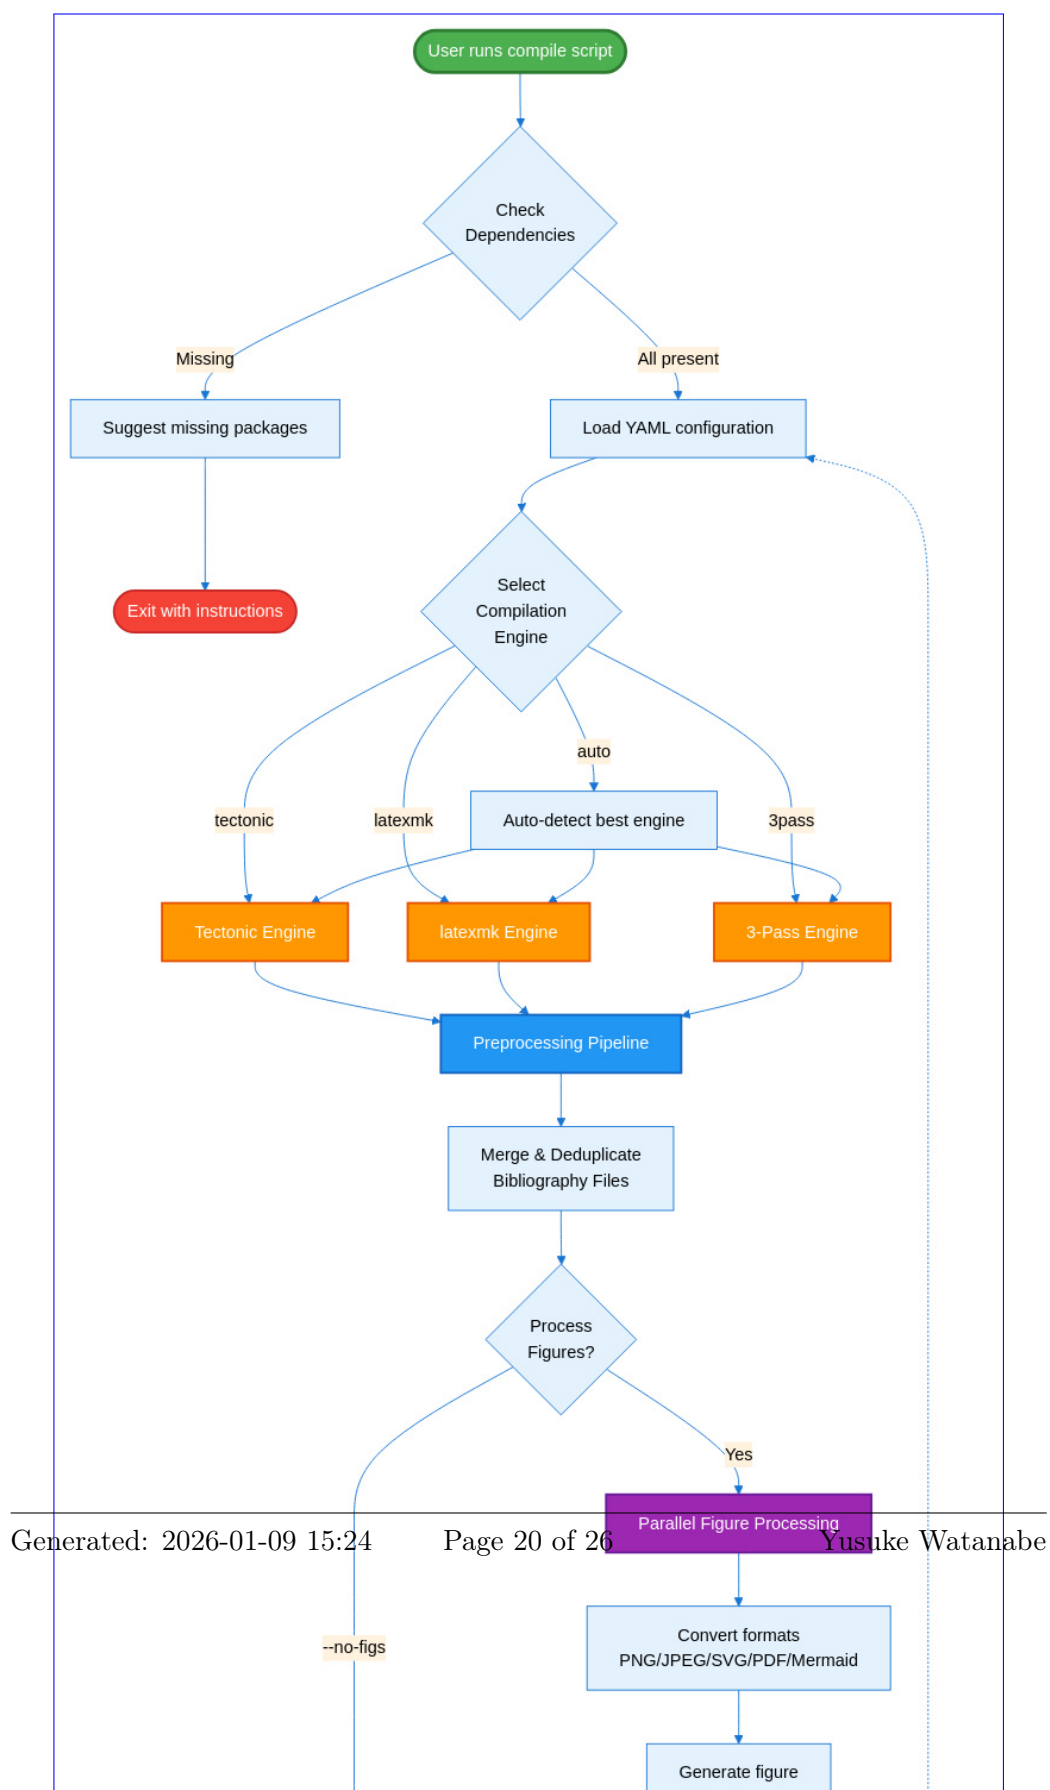 User runs compile script
Check
Dependencies
Missing
All present
Suggest missing packages
Load YAML configuration
Exit with instructions
Select
Compilation
Engine
auto
tectonic
latexmk
Auto-detect best engine
3pass
Tectonic Engine
latexmk Engine
3-Pass Engine
Preprocessing Pipeline
Merge & Deduplicate
Bibliography Files
Process
Figures?
Yes
Parallel Figure Processing
Generated: 2026-01-09 15:24 Page 20 of 26 Yusuke Watanabe
--no-figs
Convert formats
PNG/JPEG/SVG/PDF/Mermaid
Generate figure